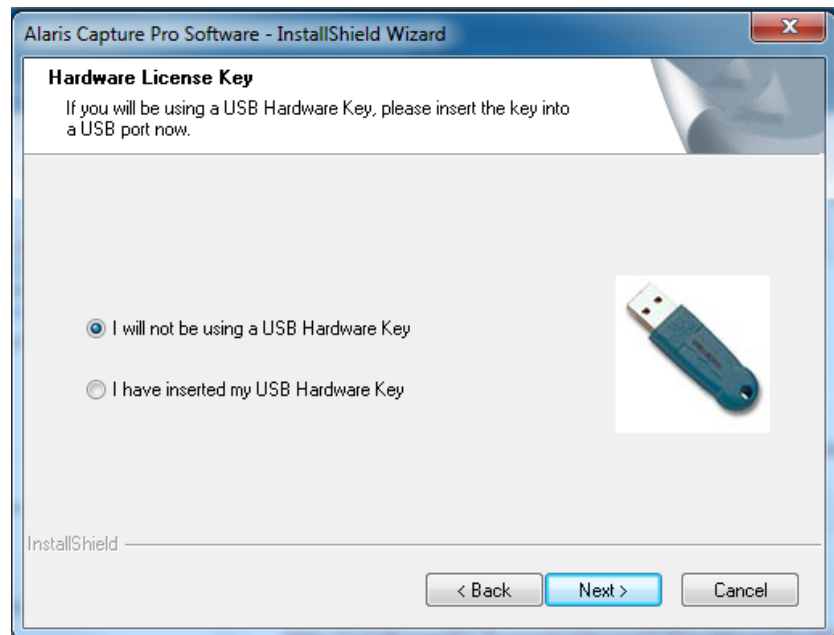 Alaris Capture Pro Software - InstallShield Wizard
Hardware License Key
If you will be using a USB Hardware Key, please insert the key into
a USB port now.
I will not be using a USB Hardware Key
I have inserted my USB Hardware Key
InstallShield
< Back
Next >
Cancel